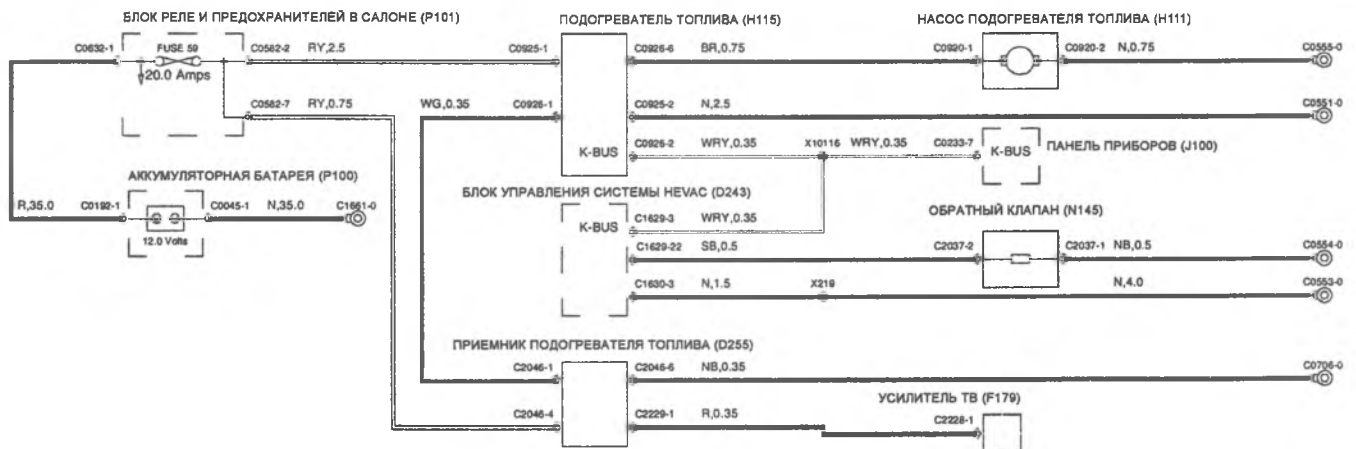 БЛОК РЕЛЕ И ПРЕДОХРАНИТЕЛЕЙ В САЛОНЕ (P101)
ПОДОГРЕВАТЕЛЬ ТОПЛИВА (H115)
НАСОС ПОДОГРЕВАТЕЛЯ ТОПЛИВА (H111)
C0632-1
FUSE 59
C0582-2 RY,2.5
C0925-1
C0926-6 BR,0.75
C0920-1
C0920-2 N,0.75
C0555-0
20.0 Amps
C0582-7 RY,0.75
WG,0.35
C0926-1
C0925-2 N,2.5
C0551-0
K-BUS
C0926-2 WRY,0.35
X10116 WRY,0.35
C0233-7
K-BUS
ПАНЕЛЬ ПРИБОРОВ (J100)
АККУМУЛЯТОРНАЯ БАТАРЕЯ (P100)
БЛОК УПРАВЛЕНИЯ СИСТЕМЫ HEVAC (D243)
R,35.0
C0192-1
C0045-1 N,35.0
C1661-0
12.0 Volts
K-BUS
C1629-3 WRY,0.35
ОБРАТНЫЙ КЛАПАН (N145)
C1629-22 SB,0.5
C2037-2
C2037-1 NB,0.5
C0554-0
C1630-3 N,1.5
X219
N,4.0
C0553-0
ПРИЕМНИК ПОДОГРЕВАТЕЛЯ ТОПЛИВА (D255)
C2046-1
C2046-6 NB,0.35
C0706-0
УСИЛИТЕЛЬ ТВ (F179)
C2046-4
C2229-1 R,0.35
C2228-1